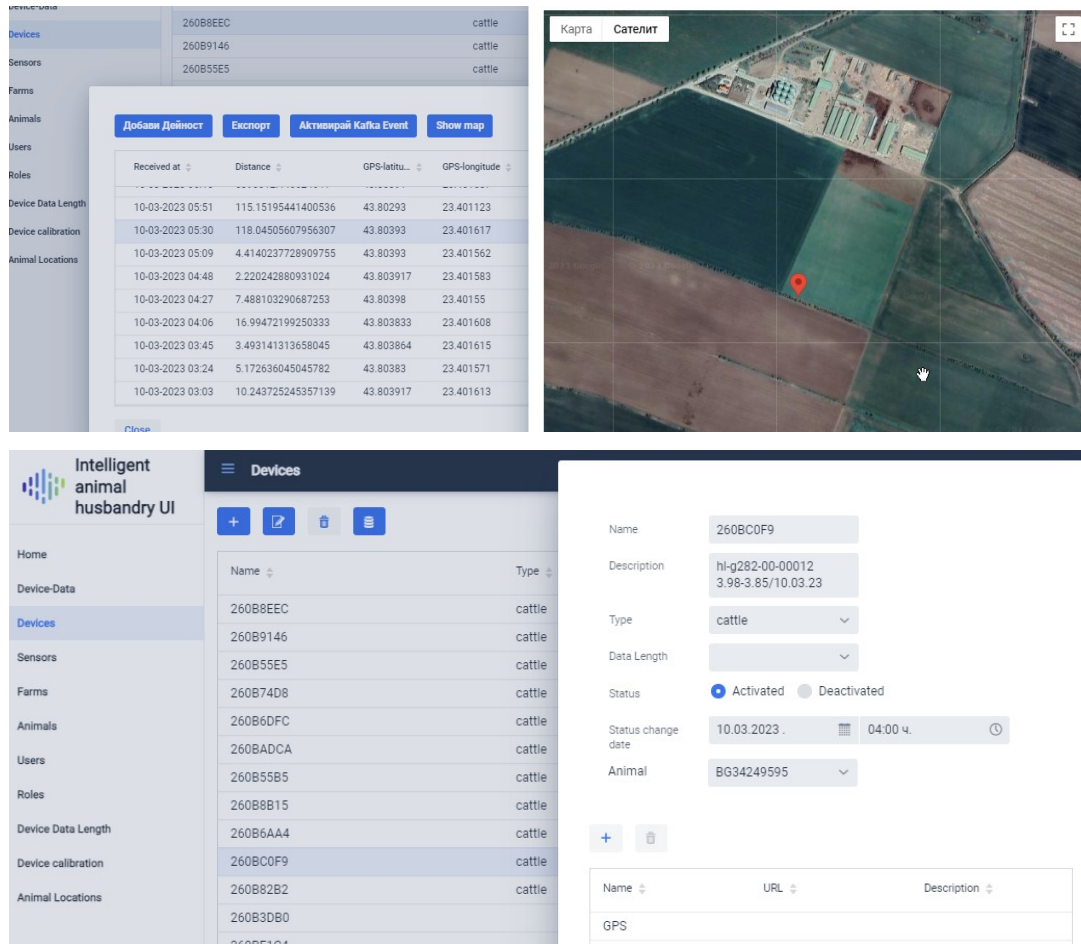 Device-Data
Devices
Sensors
Farms
Animals
Users
Roles
Device Data Length
Device calibration
Animal Locations
260B8EEC cattle
260B9146 cattle
260B55E5 cattle
Добави Дейност Експорт Активирай Kafka Event Show map
Received at Distance GPS-latitu... GPS-longitude
10-03-2023 05:51 115.15195441400536 43.80293 23.401123
10-03-2023 05:30 118.04505607956307 43.80393 23.401617
10-03-2023 05:09 4.4140237728909755 43.80393 23.401562
10-03-2023 04:48 2.220242880931024 43.803917 23.401583
10-03-2023 04:27 7.488103290687253 43.80398 23.40155
10-03-2023 04:06 16.99472199250333 43.803833 23.401608
10-03-2023 03:45 3.493141313658045 43.803864 23.401615
10-03-2023 03:24 5.172636045045782 43.80383 23.401571
10-03-2023 03:03 10.243725245357139 43.803917 23.401613
Close
Карта Сателит
Intelligent
animal
husbandry UI
Home
Device-Data
Devices
Sensors
Farms
Animals
Users
Roles
Device Data Length
Device calibration
Animal Locations
Devices
Name Type
260B8EEC cattle
260B9146 cattle
260B55E5 cattle
260B74D8 cattle
260B6DFC cattle
260BADCA cattle
260B55B5 cattle
260B8B15 cattle
260B6AA4 cattle
260BC0F9 cattle
260B82B2 cattle
260B3DB0
Name 260BC0F9
Description hl-g282-00-00012
3.98-3.85/10.03.23
Type cattle
Data Length
Status Activated Deactivated
Status change
date
10.03.2023 . 04:00 ч.
Animal BG34249595
Name URL Description
GPS